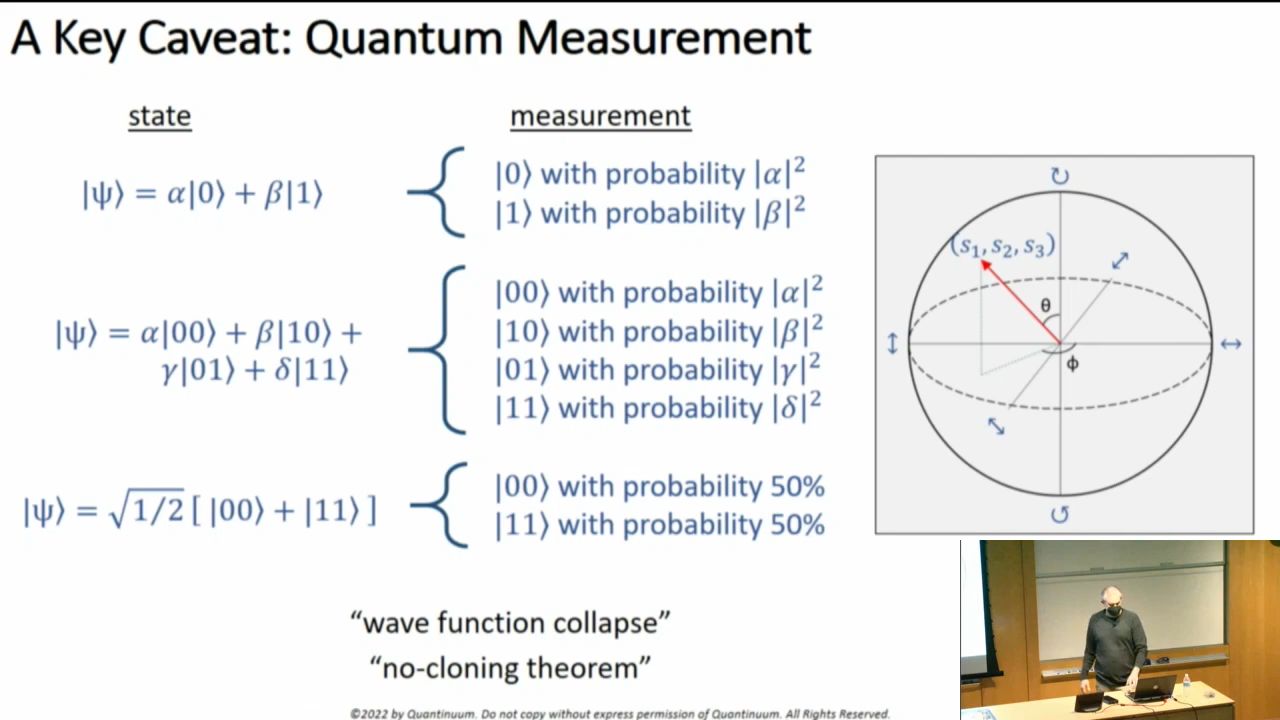 A Key Caveat: Quantum Measurement
state
measurement
|ψ⟩ = α|0⟩ + β|1⟩
|0⟩ with probability |α|²
|1⟩ with probability |β|²
|ψ⟩ = α|00⟩ + β|10⟩ +
γ|01⟩ + δ|11⟩
|00⟩ with probability |α|²
|10⟩ with probability |β|²
|01⟩ with probability |γ|²
|11⟩ with probability |δ|²
|ψ⟩ = √1/2 [ |00⟩ + |11⟩ ]
|00⟩ with probability 50%
|11⟩ with probability 50%
(s₁, s₂, s₃)
θ
ϕ
“wave function collapse”
“no-cloning theorem”
©2022 by Quantinuum. Do not copy without express permission of Quantinuum. All Rights Reserved.